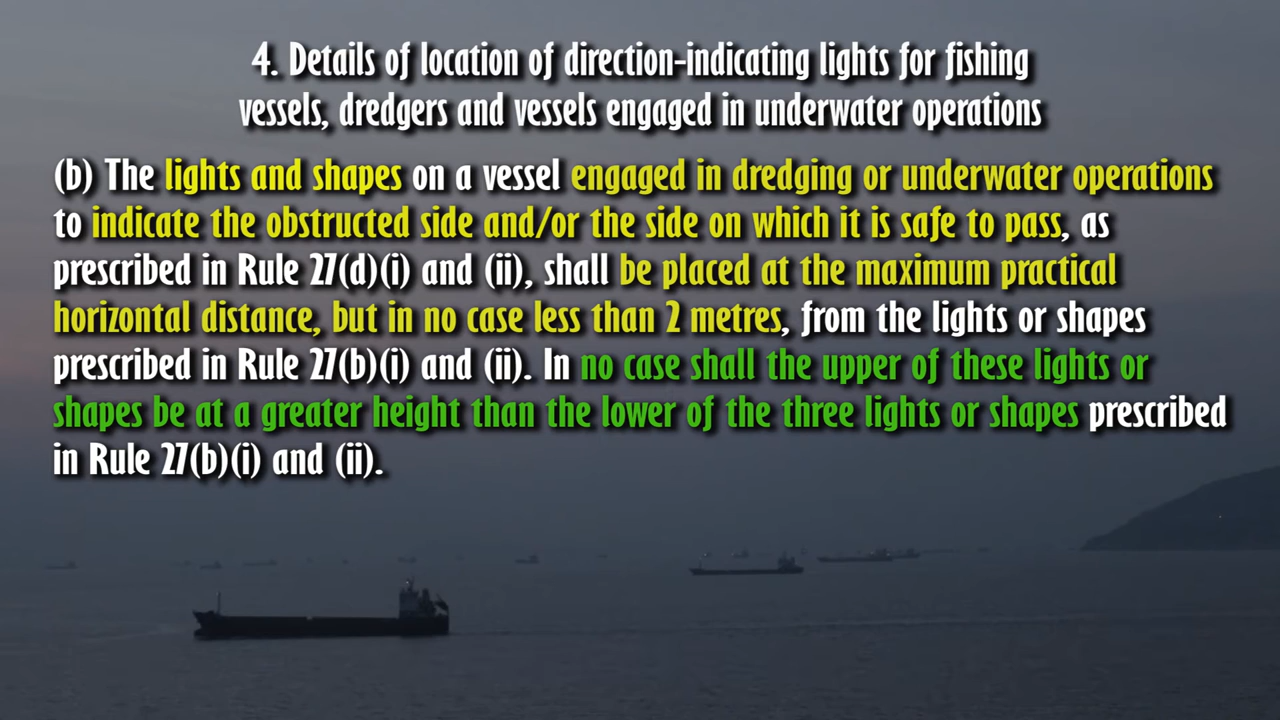 4. Details of location of direction-indicating lights for fishing
vessels, dredgers and vessels engaged in underwater operations
(b) The lights and shapes on a vessel engaged in dredging or underwater operations
to indicate the obstructed side and/or the side on which it is safe to pass, as
prescribed in Rule 27(d)(i) and (ii), shall be placed at the maximum practical
horizontal distance, but in no case less than 2 metres, from the lights or shapes
prescribed in Rule 27(b)(i) and (ii). In no case shall the upper of these lights or
shapes be at a greater height than the lower of the three lights or shapes prescribed
in Rule 27(b)(i) and (ii).